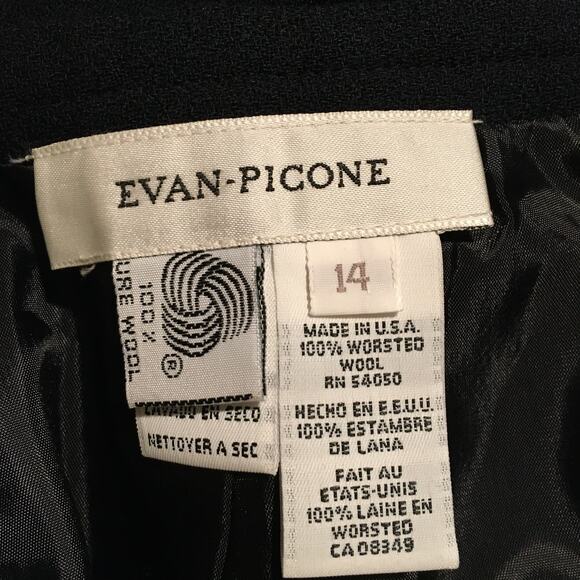 EVAN-PICONE
14
100%
PURE WOOL
®
LAVADO EN SECO
NETTOYER A SEC
MADE IN U.S.A.
100% WORSTED
WOOL
RN 54050
HECHO EN E.E.U.U.
100% ESTAMBRE
DE LANA
FAIT AU
ETATS-UNIS
100% LAINE EN
WORSTED
CA 08349